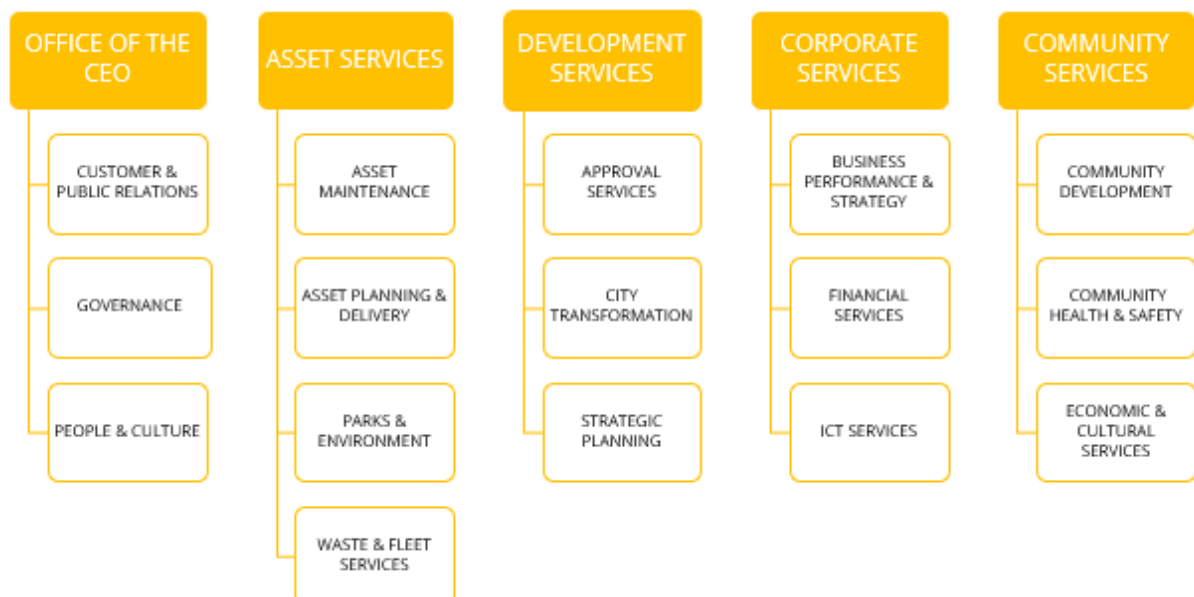 OFFICE OF THE
CEO
CUSTOMER &
PUBLIC RELATIONS
GOVERNANCE
PEOPLE & CULTURE
ASSET SERVICES
ASSET
MAINTENANCE
ASSET PLANNING &
DELIVERY
PARKS &
ENVIRONMENT
WASTE & FLEET
SERVICES
DEVELOPMENT
SERVICES
APPROVAL
SERVICES
CITY
TRANSFORMATION
STRATEGIC
PLANNING
CORPORATE
SERVICES
BUSINESS
PERFORMANCE &
STRATEGY
FINANCIAL
SERVICES
ICT SERVICES
COMMUNITY
SERVICES
COMMUNITY
DEVELOPMENT
COMMUNITY
HEALTH & SAFETY
ECONOMIC &
CULTURAL
SERVICES